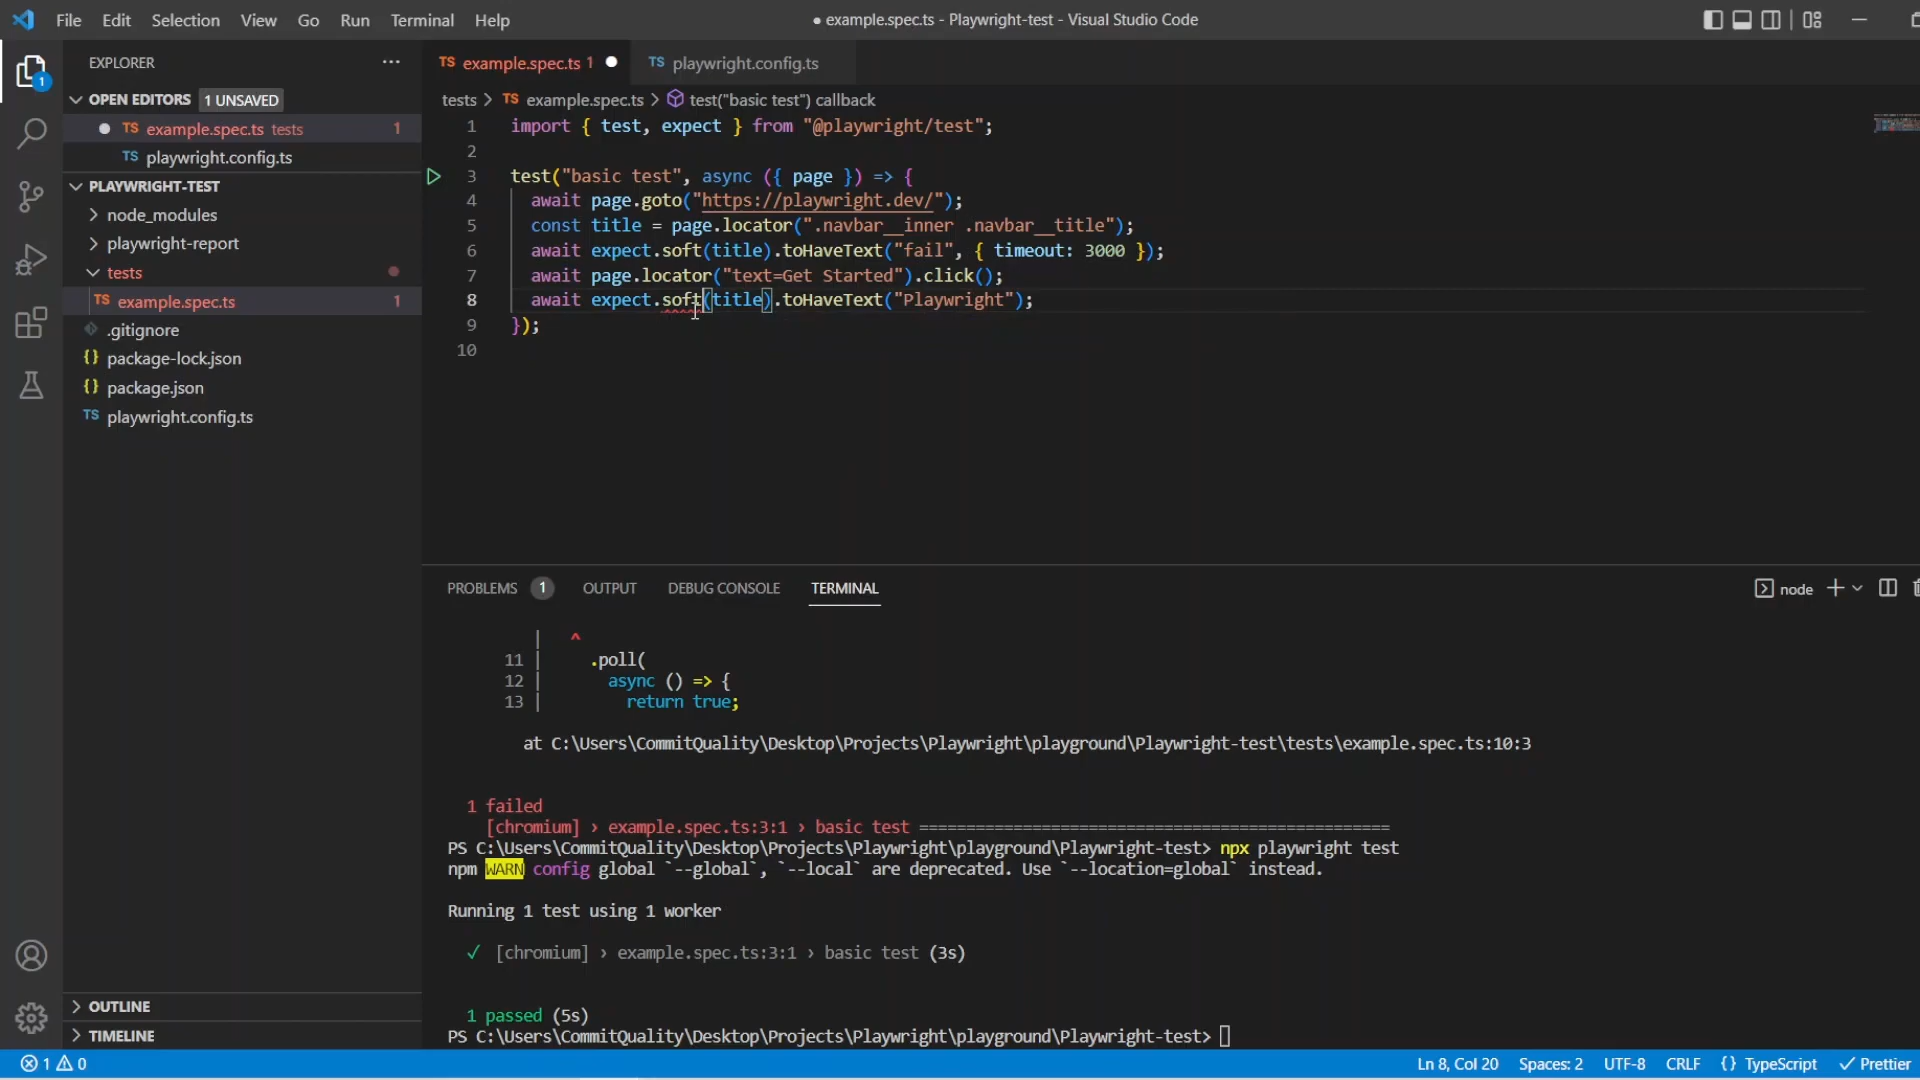 File Edit Selection View Go Run Terminal Help
● example.spec.ts - Playwright-test - Visual Studio Code
EXPLORER
OPEN EDITORS 1 UNSAVED
TS example.spec.ts tests 1
TS playwright.config.ts
PLAYWRIGHT-TEST
node_modules
playwright-report
tests
TS example.spec.ts 1
.gitignore
{} package-lock.json
{} package.json
TS playwright.config.ts
OUTLINE
TIMELINE
1
TS example.spec.ts 1 ●
TS playwright.config.ts
tests > TS example.spec.ts > test("basic test") callback
1 import { test, expect } from "@playwright/test";
2
3 test("basic test", async ({ page }) => {
4 await page.goto("https://playwright.dev/");
5 const title = page.locator(".navbar__inner .navbar__title");
6 await expect.soft(title).toHaveText("fail", { timeout: 3000 });
7 await page.locator("text=Get Started").click();
8 await expect.soft(title).toHaveText("Playwright");
9 });
10
PROBLEMS 1 OUTPUT DEBUG CONSOLE TERMINAL
node
| ^
11 | .poll(
12 | async () => {
13 | return true;
at C:\Users\CommitQuality\Desktop\Projects\Playwright\playground\Playwright-test\tests\example.spec.ts:10:3
1 failed
[chromium] › example.spec.ts:3:1 › basic test ===================================================
PS C:\Users\CommitQuality\Desktop\Projects\Playwright\playground\Playwright-test> npx playwright test
npm WARN config global `--global`, `--local` are deprecated. Use `--location=global` instead.
Running 1 test using 1 worker
✓ [chromium] › example.spec.ts:3:1 › basic test (3s)
1 passed (5s)
PS C:\Users\CommitQuality\Desktop\Projects\Playwright\playground\Playwright-test>
1 0
Ln 8, Col 20 Spaces: 2 UTF-8 CRLF {} TypeScript ✓ Prettier